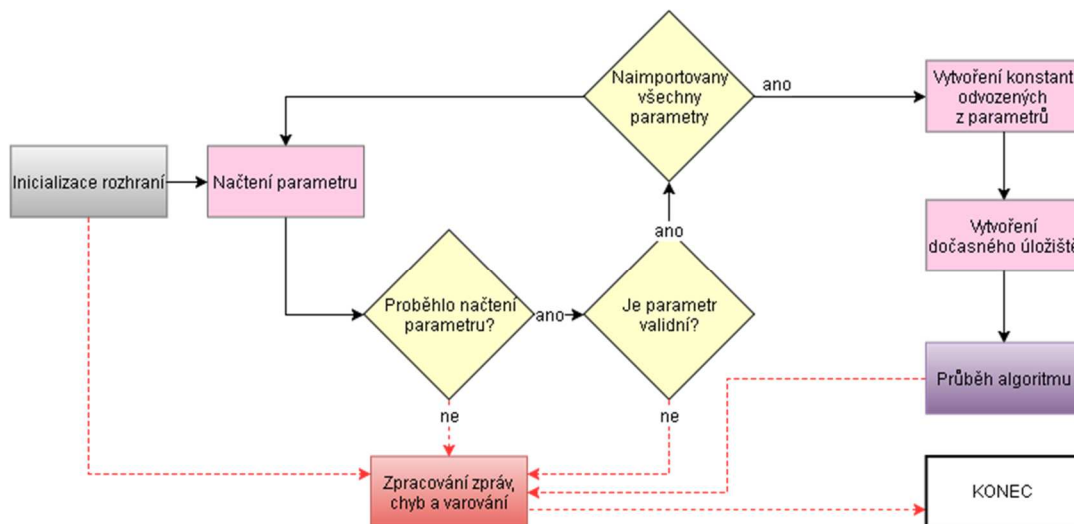 Naimportovany
všechny
parametry
ano
Vytvoření konstant
odvozených
z parametrů
Inicializace rozhraní
Načtení parametru
ano
Vytvoření
dočasného úložiště
Proběhlo načtení
parametru?
ano
Je parametr
validní?
Průběh algoritmu
ne
ne
Zpracování zpráv,
chyb a varování
KONEC